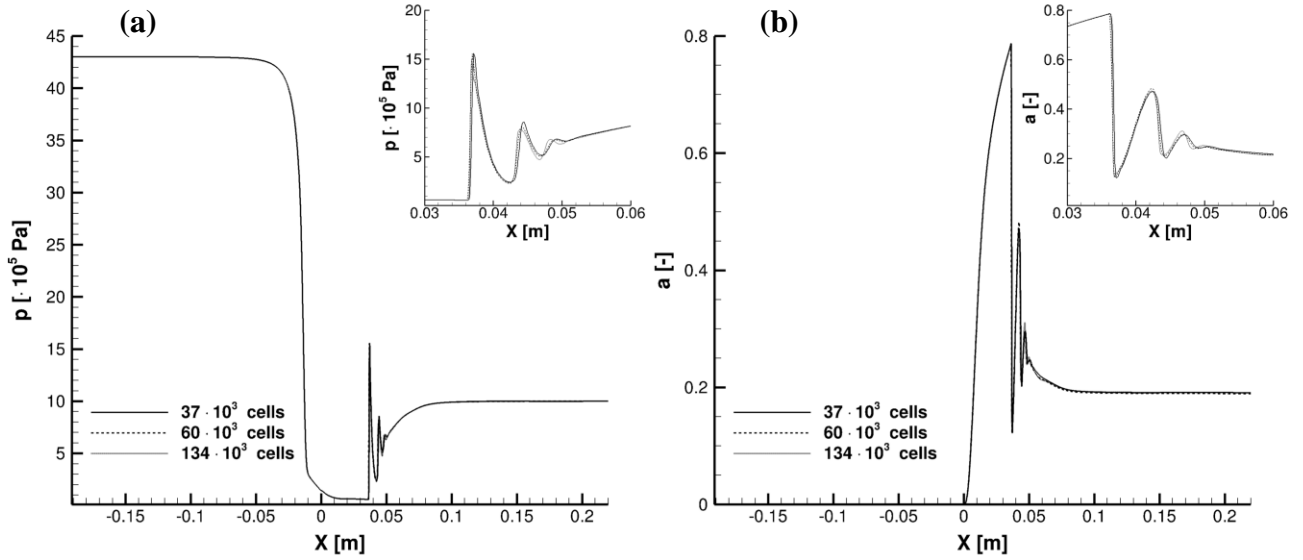 (a)
p [· 10⁵ Pa]
45
40
35
30
25
20
15
10
5
-0.15 -0.1 -0.05 0 0.05 0.1 0.15 0.2
X [m]
37 · 10³ cells
60 · 10³ cells
134 · 10³ cells
p [· 10⁵ Pa]
20
15
10
5
0.03 0.04 0.05 0.06
X [m]
(b)
a [-]
0.8
0.6
0.4
0.2
0
-0.15 -0.1 -0.05 0 0.05 0.1 0.15 0.2
X [m]
37 · 10³ cells
60 · 10³ cells
134 · 10³ cells
a [-]
0.8
0.6
0.4
0.2
0.03 0.04 0.05 0.06
X [m]